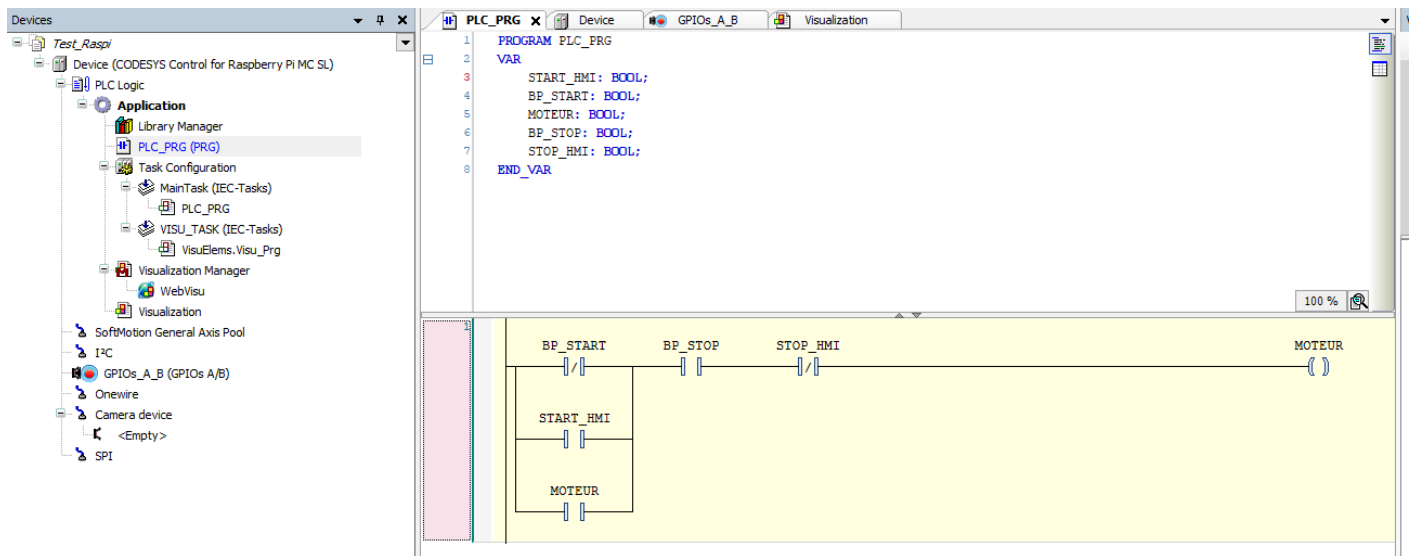 Devices
Test_Raspi
Device (CODESYS Control for Raspberry Pi MC SL)
PLC Logic
Application
Library Manager
PLC_PRG (PRG)
Task Configuration
MainTask (IEC-Tasks)
PLC_PRG
VISU_TASK (IEC-Tasks)
VisuElems.Visu_Prg
Visualization Manager
WebVisu
Visualization
SoftMotion General Axis Pool
I²C
GPIOs_A_B (GPIOs A/B)
Onewire
Camera device
<Empty>
SPI
PLC_PRG Device GPIOs_A_B Visualization
1 PROGRAM PLC_PRG
2 VAR
3 START_HMI: BOOL;
4 BP_START: BOOL;
5 MOTEUR: BOOL;
6 BP_STOP: BOOL;
7 STOP_HMI: BOOL;
8 END_VAR
100 %
1
BP_START BP_STOP STOP_HMI MOTEUR
START_HMI
MOTEUR